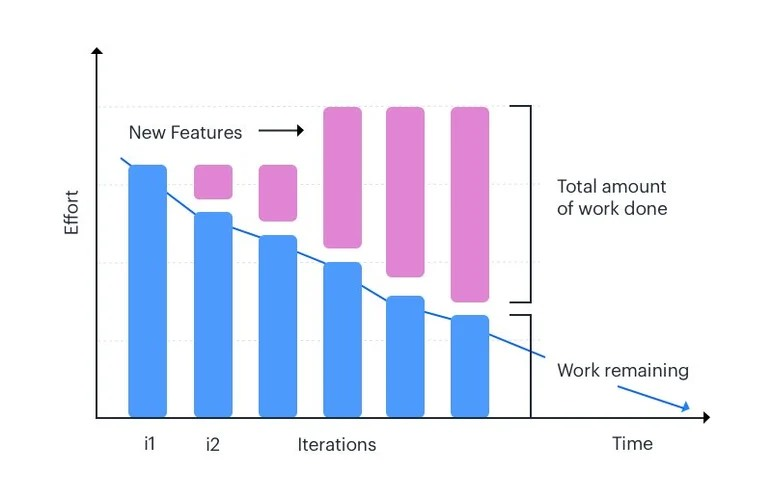 New Features
Effort
Total amount
of work done
Work remaining
i1
i2
Iterations
Time